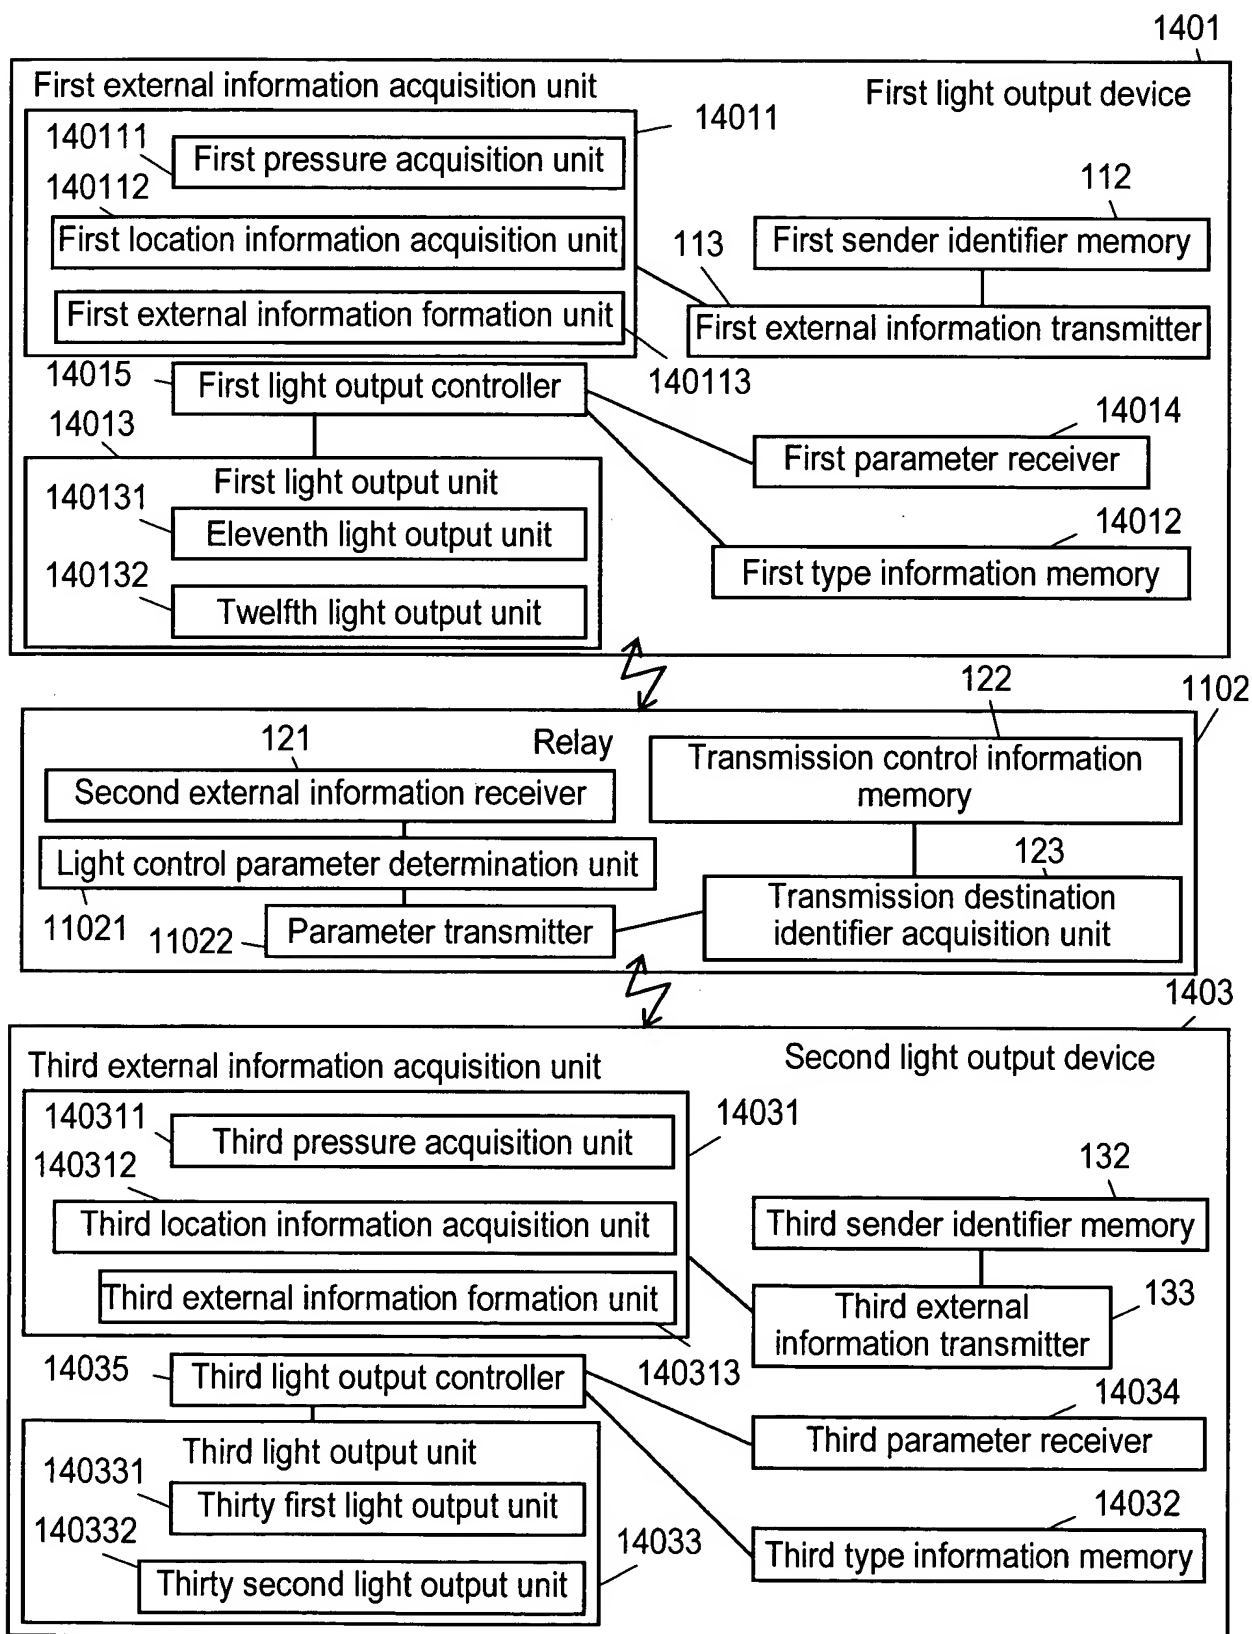 1401
First external information acquisition unit
First light output device
14011
140111
First pressure acquisition unit
140112
112
First location information acquisition unit
113
First sender identifier memory
First external information formation unit
First external information transmitter
14015
140113
First light output controller
14013
14014
First parameter receiver
First light output unit
140131
Eleventh light output unit
14012
140132
First type information memory
Twelfth light output unit
122
1102
121
Relay
Transmission control information
memory
Second external information receiver
Light control parameter determination unit
123
Transmission destination
identifier acquisition unit
11021
11022
Parameter transmitter
1403
Third external information acquisition unit
Second light output device
140311
14031
Third pressure acquisition unit
140312
132
Third location information acquisition unit
Third sender identifier memory
Third external information formation unit
Third external
information transmitter
133
14035
140313
Third light output controller
14034
Third parameter receiver
Third light output unit
140331
Thirty first light output unit
14032
140332
14033
Third type information memory
Thirty second light output unit